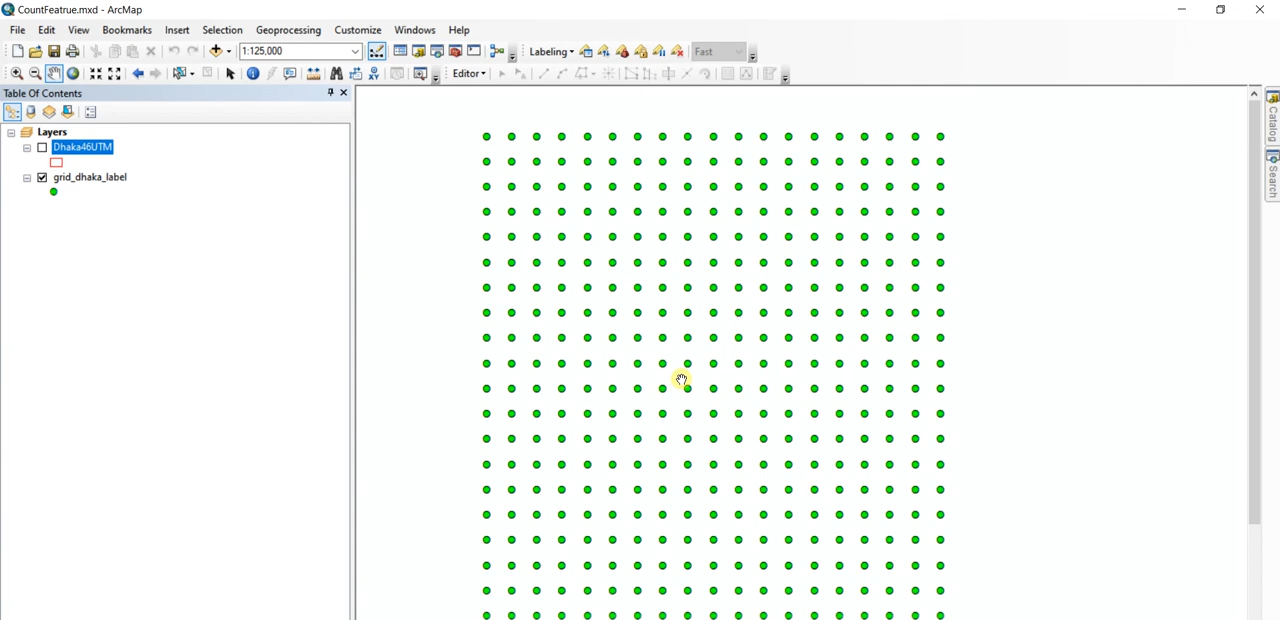 CountFeatrue.mxd - ArcMap
File Edit View Bookmarks Insert Selection Geoprocessing Customize Windows Help
1:125,000 Labeling Fast
Editor
Table Of Contents
Layers
Dhaka46UTM
grid_dhaka_label
Catalog
Search